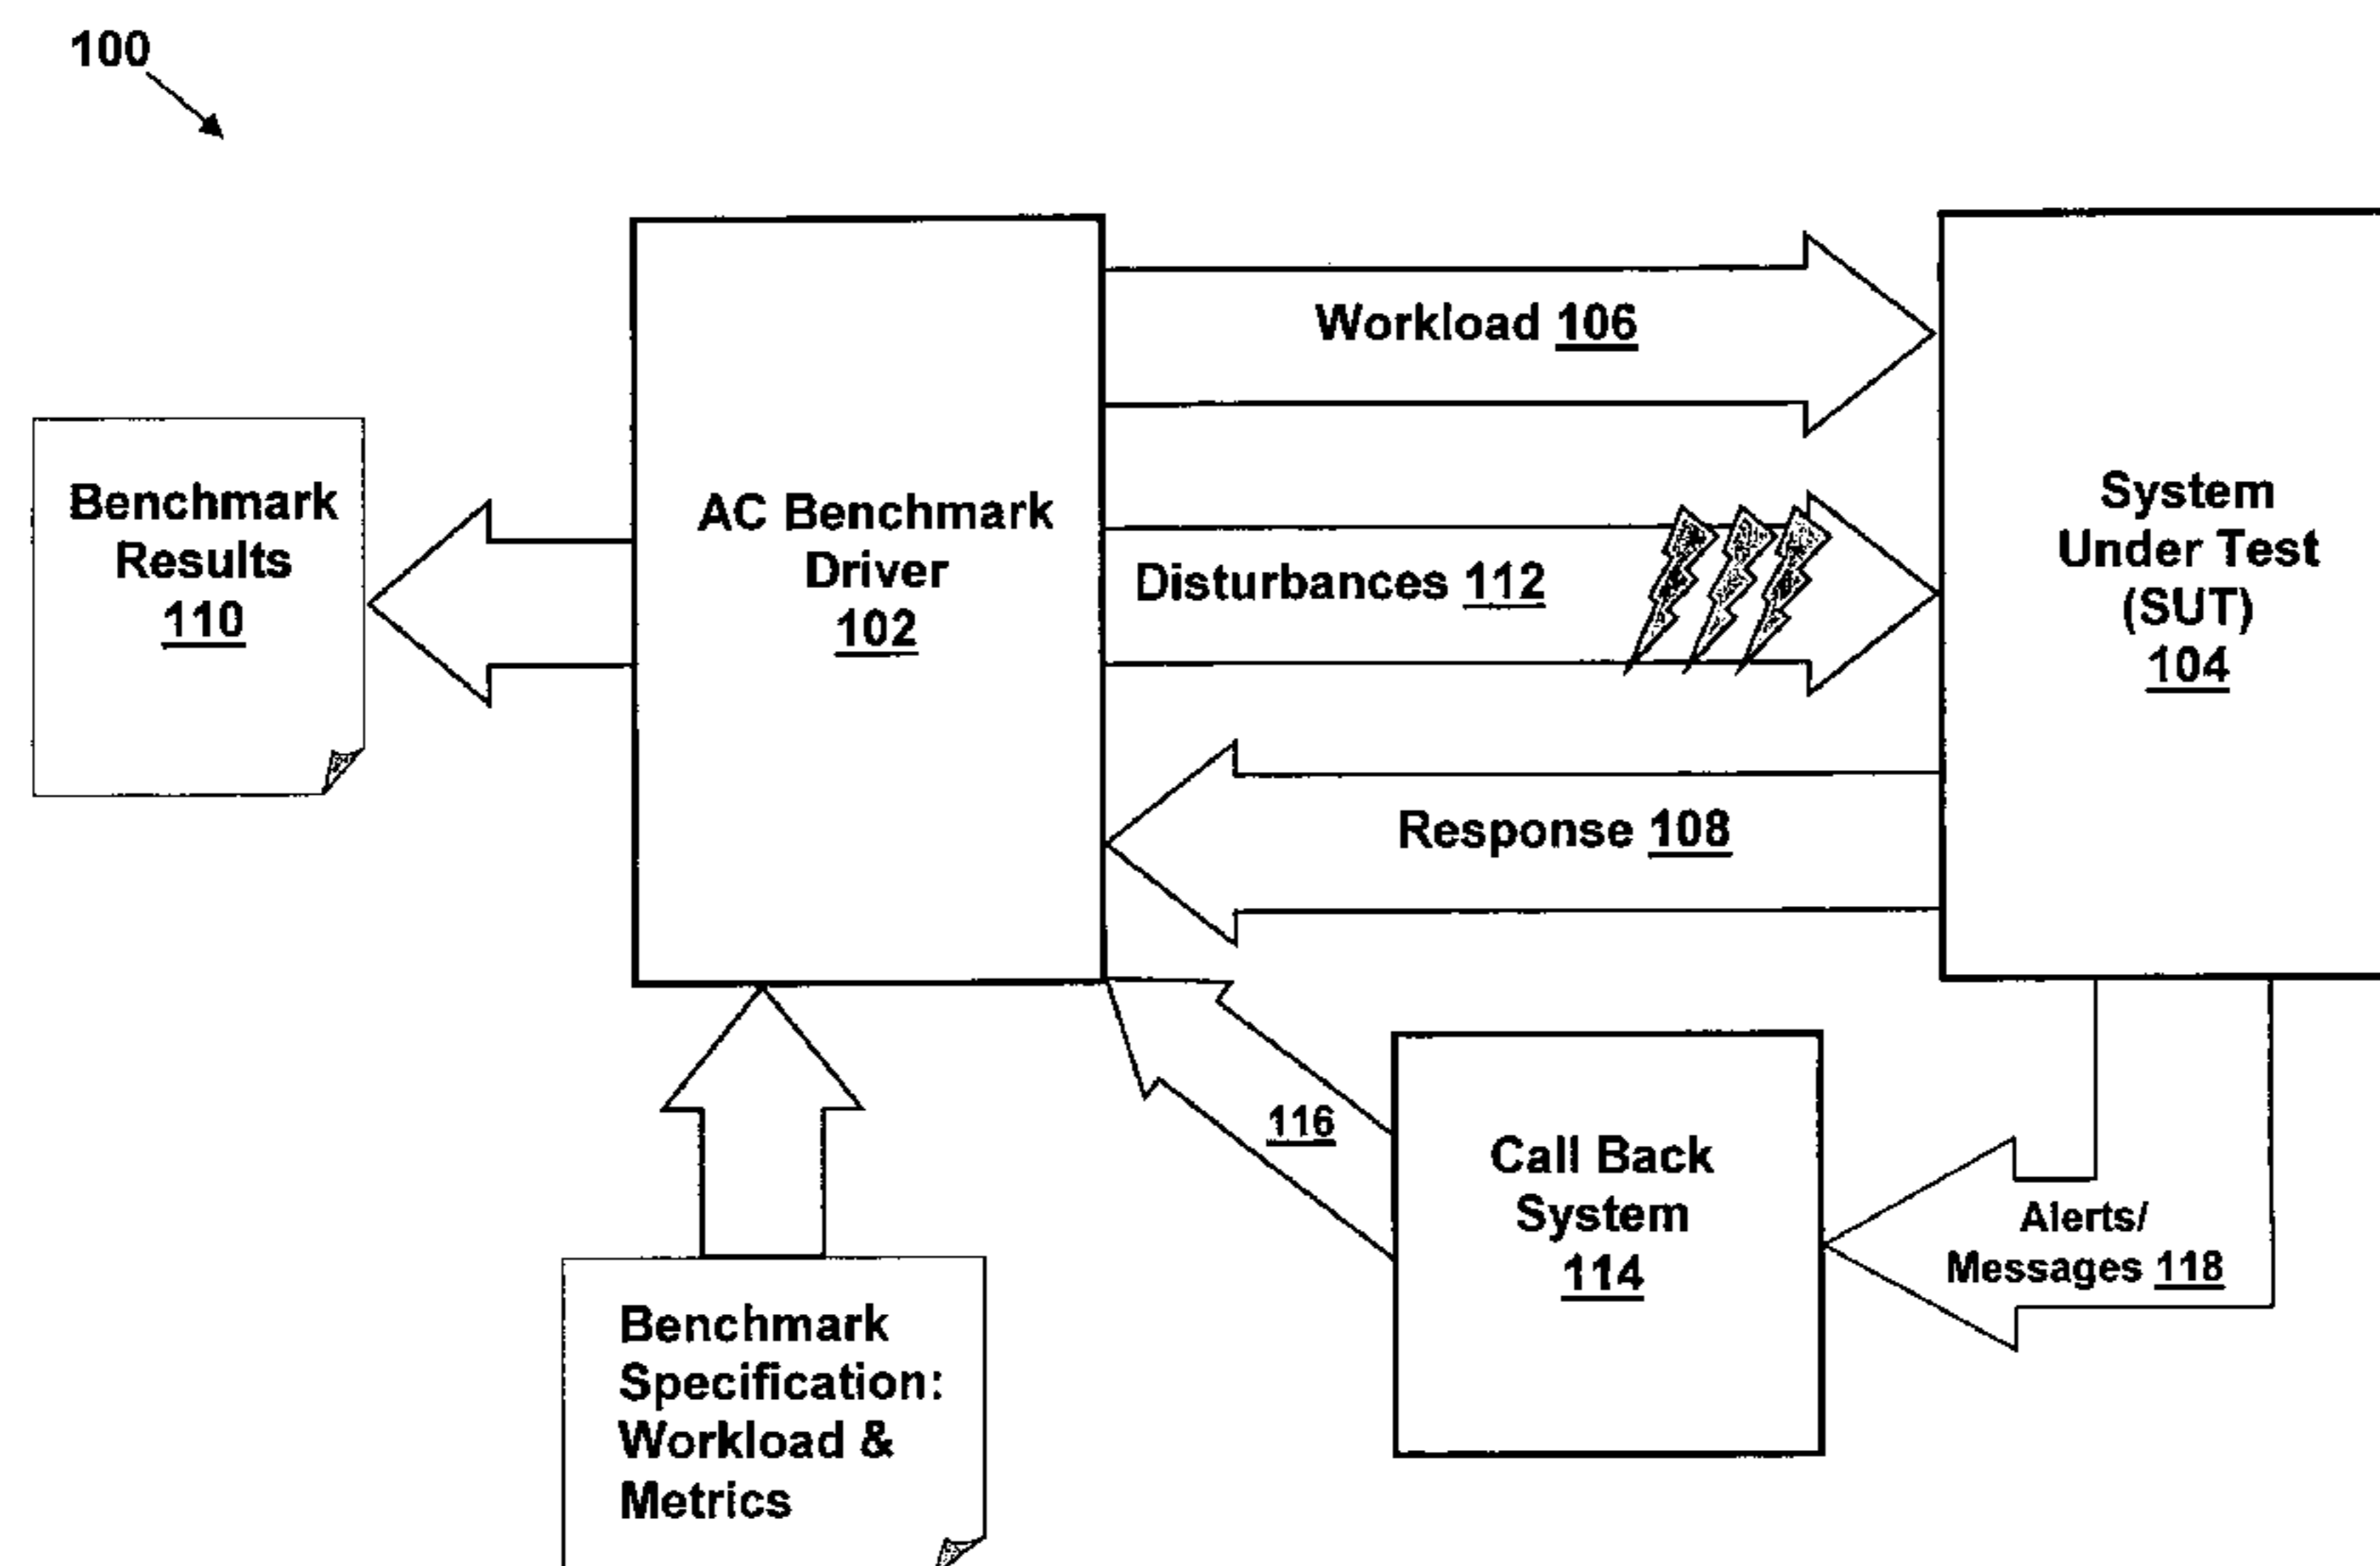 100
Workload 106
Benchmark
Results
110
AC Benchmark
Driver
102
Disturbances 112
System
Under Test
(SUT)
104
Response 108
116
Call Back
System
114
Alerts/
Messages 118
Benchmark
Specification:
Workload &
Metrics